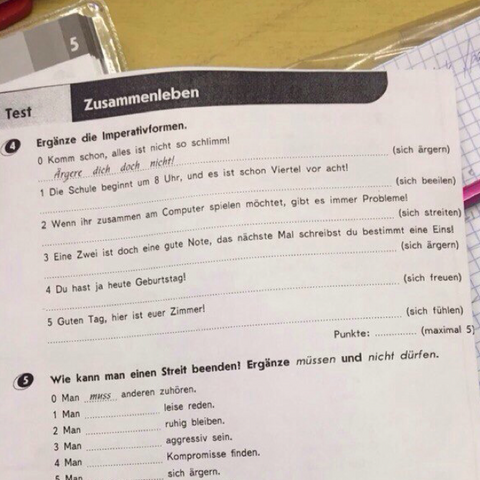 5
Test
Zusammenleben
4 Ergänze die Imperativformen.
0 Komm schon, alles ist nicht so schlimm!
Ärgere dich doch nicht! (sich ärgern)
1 Die Schule beginnt um 8 Uhr, und es ist schon Viertel vor acht!
(sich beeilen)
2 Wenn ihr zusammen am Computer spielen möchtet, gibt es immer Probleme!
(sich streiten)
3 Eine Zwei ist doch eine gute Note, das nächste Mal schreibst du bestimmt eine Eins!
(sich ärgern)
4 Du hast ja heute Geburtstag!
(sich freuen)
5 Guten Tag, hier ist euer Zimmer!
(sich fühlen)
Punkte: ............ (maximal 5)
5 Wie kann man einen Streit beenden! Ergänze müssen und nicht dürfen.
0 Man muss anderen zuhören.
1 Man .................... leise reden.
2 Man .................... ruhig bleiben.
3 Man .................... aggressiv sein.
4 Man .................... Kompromisse finden.
5 Man .................... sich ärgern.